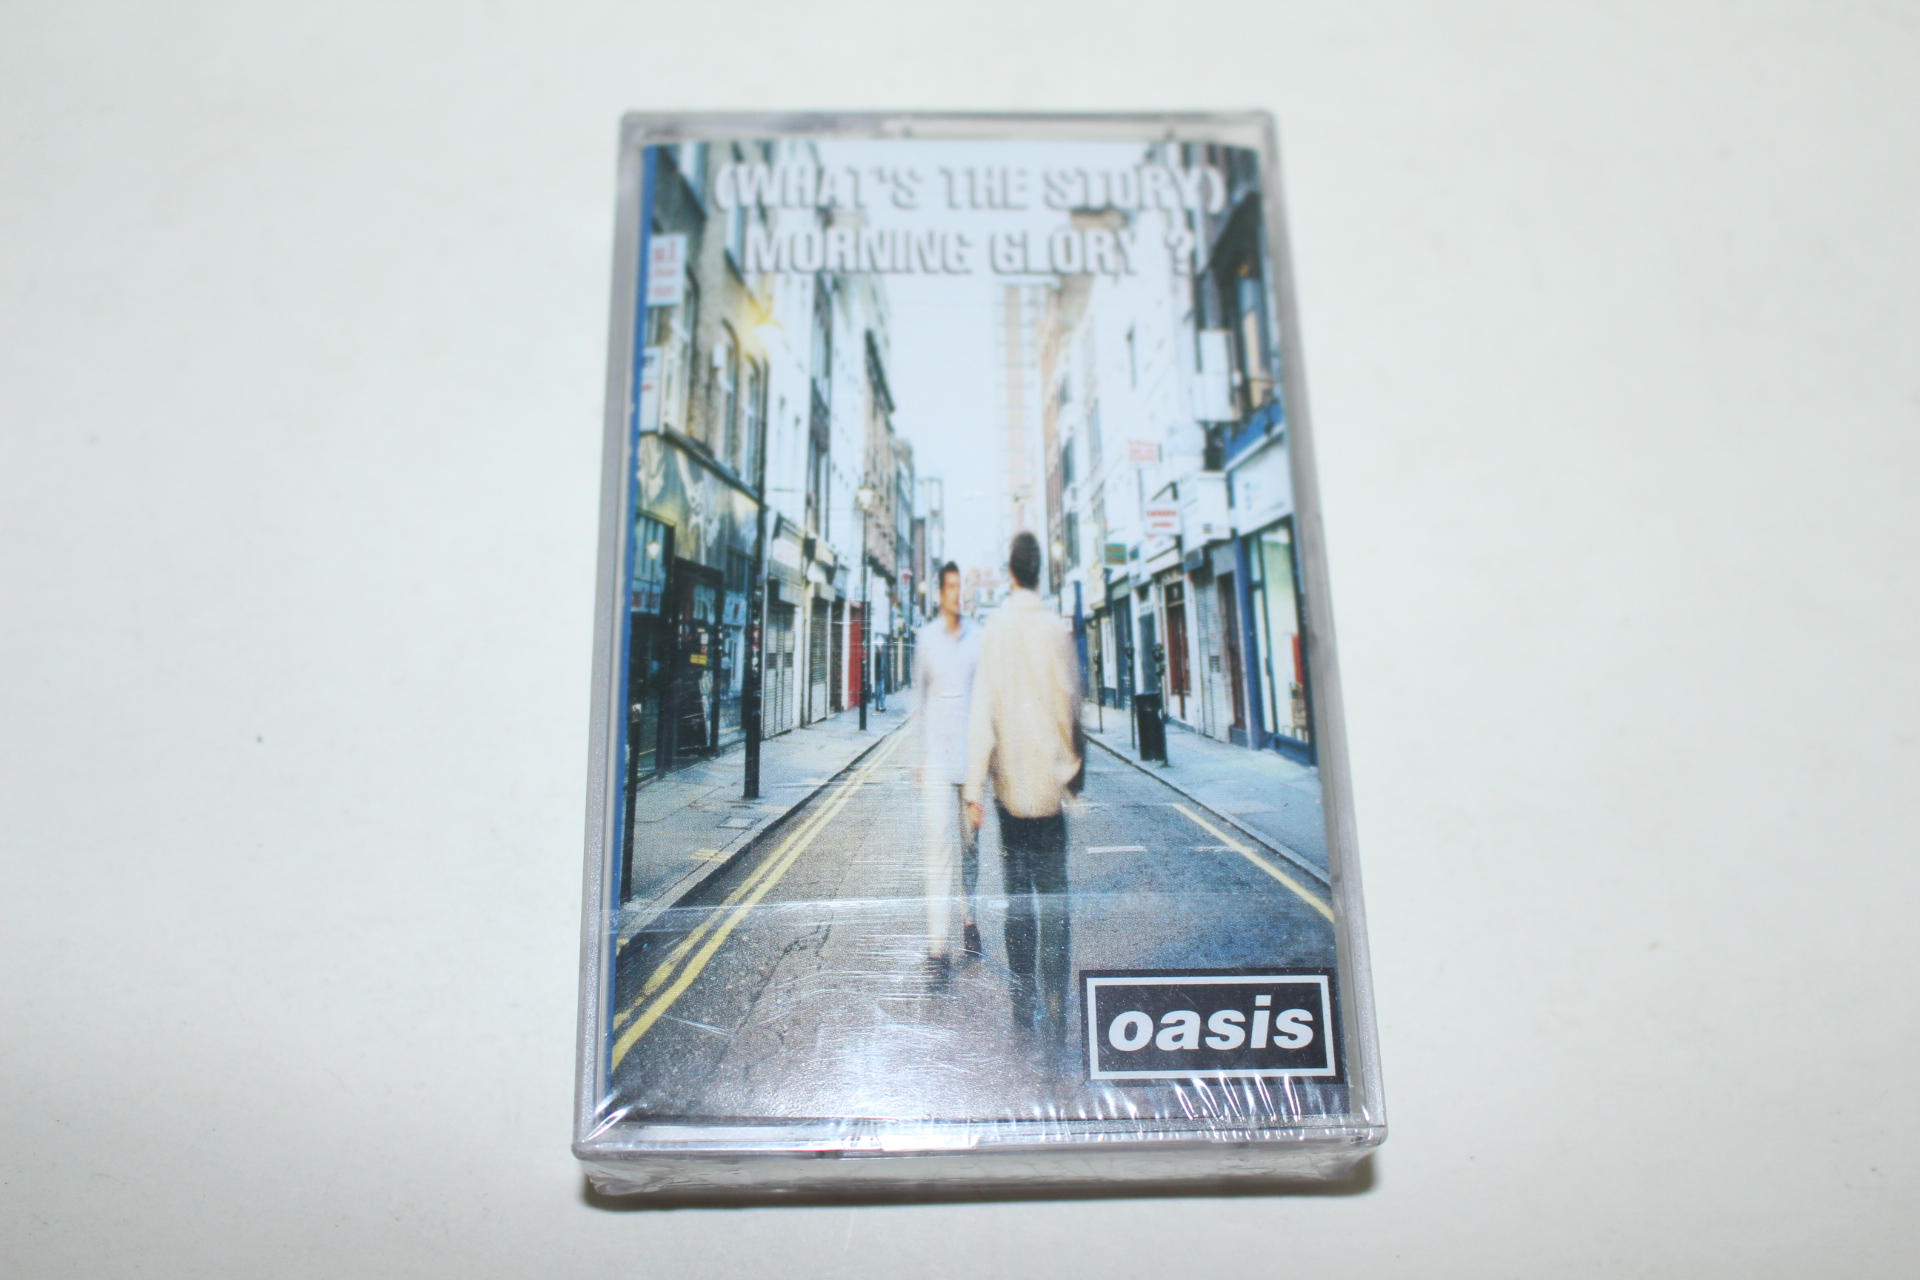 (WHAT'S THE STORY)
MORNING GLORY ?
oasis